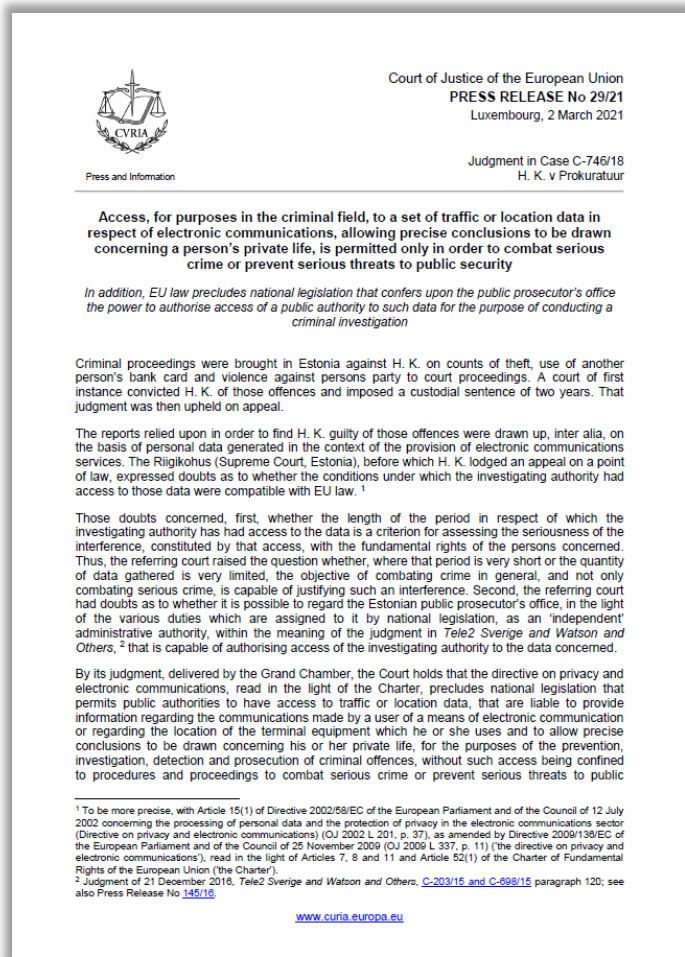 Court of Justice of the European Union
PRESS RELEASE No 29/21
Luxembourg, 2 March 2021
CVRIA
Judgment in Case C-746/18
Press and Information
H. K. v Prokuratuur
Access, for purposes in the criminal field, to a set of traffic or location data in
respect of electronic communications, allowing precise conclusions to be drawn
concerning a person's private life, is permitted only in order to combat serious
crime or prevent serious threats to public security
In addition, EU law precludes national legislation that confers upon the public prosecutor's office
the power to authorise access of a public authority to such data for the purpose of conducting a
criminal investigation
Criminal proceedings were brought in Estonia against H. K. on counts of theft, use of another
person's bank card and violence against persons party to court proceedings. A court of first
instance convicted H. K. of those offences and imposed a custodial sentence of two years. That
judgment was then upheld on appeal.
The reports relied upon in order to find H. K. guilty of those offences were drawn up, inter alia, on
the basis of personal data generated in the context of the provision of electronic communications
services. The Riigikohus (Supreme Court, Estonia), before which H. K. lodged an appeal on a point
of law, expressed doubts as to whether the conditions under which the investigating authority had
access to those data were compatible with EU law. 1
Those doubts concerned, first, whether the length of the period in respect of which the
investigating authority has had access to the data is a criterion for assessing the seriousness of the
interference, constituted by that access, with the fundamental rights of the persons concerned.
Thus, the referring court raised the question whether, where that period is very short or the quantity
of data gathered is very limited, the objective of combating crime in general, and not only
combating serious crime, is capable of justifying such an interference. Second, the referring court
had doubts as to whether it is possible to regard the Estonian public prosecutor's office, in the light
of the various duties which are assigned to it by national legislation, as an 'independent'
administrative authority, within the meaning of the judgment in Tele2 Sverige and Watson and
Others, 2 that is capable of authorising access of the investigating authority to the data concerned.
By its judgment, delivered by the Grand Chamber, the Court holds that the directive on privacy and
electronic communications, read in the light of the Charter, precludes national legislation that
permits public authorities to have access to traffic or location data, that are liable to provide
information regarding the communications made by a user of a means of electronic communication
or regarding the location of the terminal equipment which he or she uses and to allow precise
conclusions to be drawn concerning his or her private life, for the purposes of the prevention,
investigation, detection and prosecution of criminal offences, without such access being confined
to procedures and proceedings to combat serious crime or prevent serious threats to public
1 To be more precise, with Article 15(1) of Directive 2002/58/EC of the European Parliament and of the Council of 12 July
2002 concerning the processing of personal data and the protection of privacy in the electronic communications sector
(Directive on privacy and electronic communications) (OJ 2002 L 201, p. 37), as amended by Directive 2009/136/EC of
the European Parliament and of the Council of 25 November 2009 (OJ 2009 L 337, p. 11) ('the directive on privacy and
electronic communications'), read in the light of Articles 7, 8 and 11 and Article 52(1) of the Charter of Fundamental
Rights of the European Union ('the Charter').
2 Judgment of 21 December 2016, Tele2 Sverige and Watson and Others, C-203/15 and C-698/15 paragraph 120; see
also Press Release No 145/16.
www.curia.europa.eu